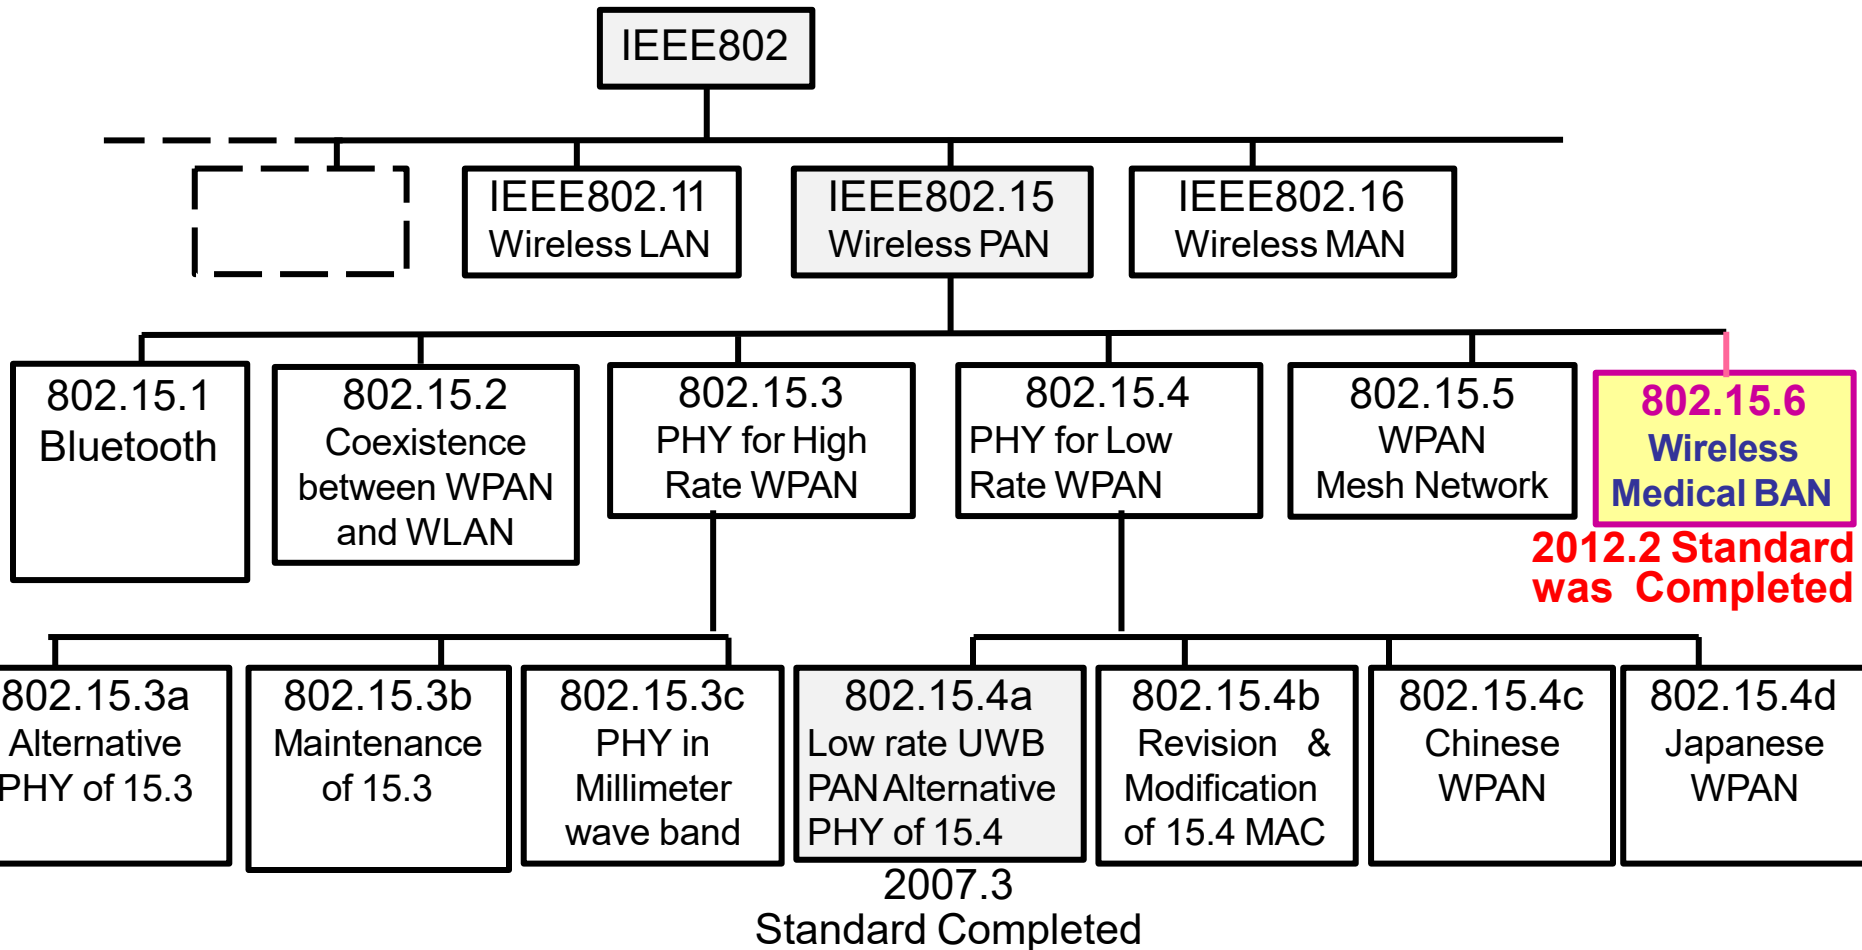 IEEE802
IEEE802.11
Wireless LAN
IEEE802.15
Wireless PAN
IEEE802.16
Wireless MAN
802.15.1
Bluetooth
802.15.2
Coexistence
between WPAN
and WLAN
802.15.3
PHY for High
Rate WPAN
802.15.4
PHY for Low
Rate WPAN
802.15.5
WPAN
Mesh Network
802.15.6
Wireless
Medical BAN
2012.2 Standard
was Completed
802.15.3a
Alternative
PHY of 15.3
802.15.3b
Maintenance
of 15.3
802.15.3c
PHY in
Millimeter
wave band
802.15.4a
Low rate UWB
PAN Alternative
PHY of 15.4
2007.3
Standard Completed
802.15.4b
Revision &
Modification
of 15.4 MAC
802.15.4c
Chinese
WPAN
802.15.4d
Japanese
WPAN